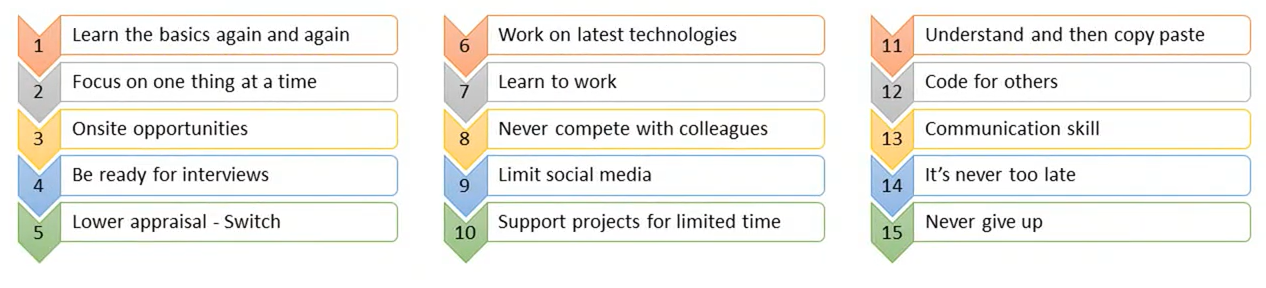 1 Learn the basics again and again
2 Focus on one thing at a time
3 Onsite opportunities
4 Be ready for interviews
5 Lower appraisal - Switch
6 Work on latest technologies
7 Learn to work
8 Never compete with colleagues
9 Limit social media
10 Support projects for limited time
11 Understand and then copy paste
12 Code for others
13 Communication skill
14 It’s never too late
15 Never give up